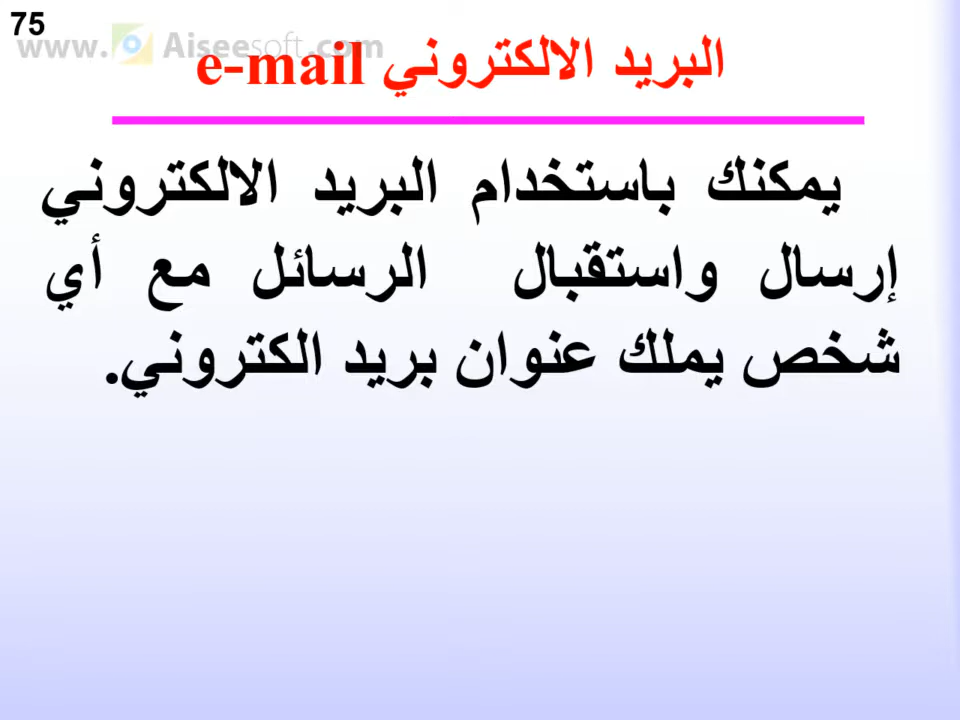 75
www.Aiseesoft.com
البريد الالكتروني e-mail
يمكنك باستخدام البريد الالكتروني
إرسال واستقبال الرسائل مع أي
شخص يملك عنوان بريد الكتروني.